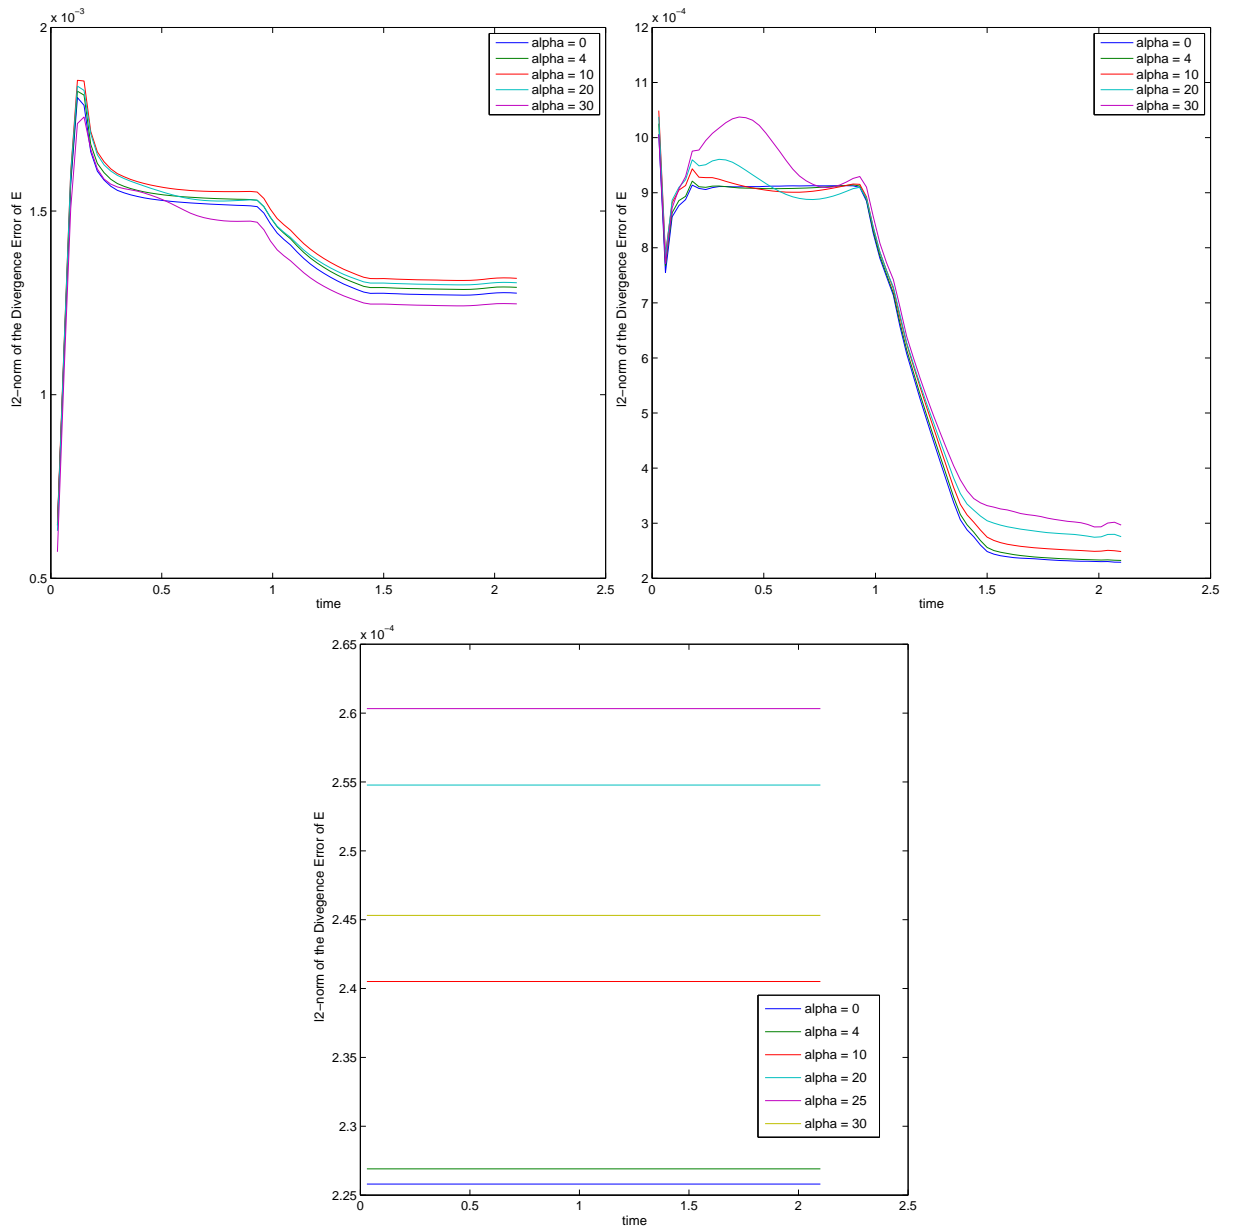 x 10−3
2
1.5
1
0.5
0 0.5 1 1.5 2 2.5
time
l2−norm of the Divergence Error of E
alpha = 0
alpha = 4
alpha = 10
alpha = 20
alpha = 30
x 10−4
12
11
10
9
8
7
6
5
4
3
2
0 0.5 1 1.5 2 2.5
time
l2−norm of the Divergence Error of E
alpha = 0
alpha = 4
alpha = 10
alpha = 20
alpha = 30
x 10−4
2.65
2.6
2.55
2.5
2.45
2.4
2.35
2.3
2.25
0 0.5 1 1.5 2 2.5
time
l2−norm of the Divegence Error of E
alpha = 0
alpha = 4
alpha = 10
alpha = 20
alpha = 25
alpha = 30